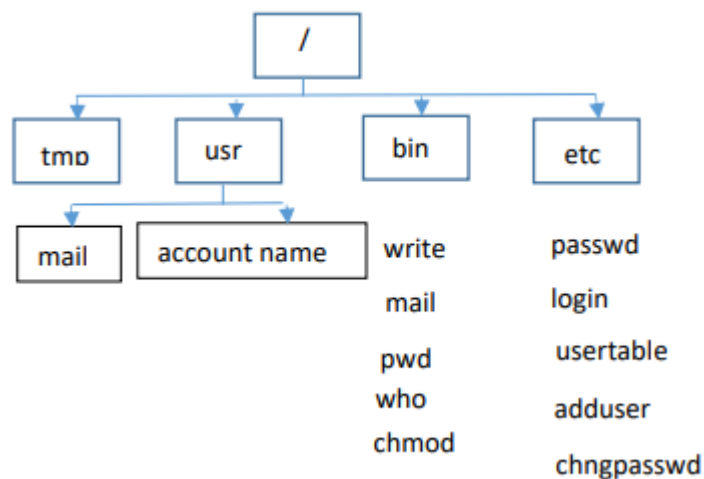 /
tmp usr bin etc
mail account name write passwd
mail login
pwd usertable
who adduser
chmod chngpasswd